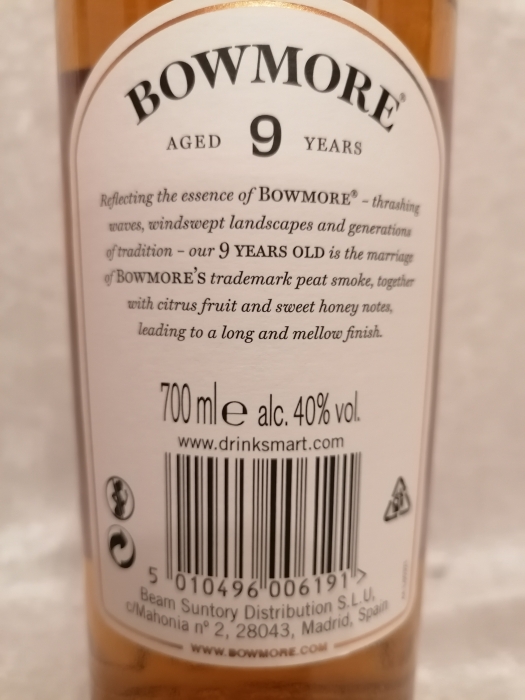 BOWMORE®
AGED 9 YEARS
Reflecting the essence of BOWMORE® – thrashing
waves, windswept landscapes and generations
of tradition – our 9 YEARS OLD is the marriage
of BOWMORE'S trademark peat smoke, together
with citrus fruit and sweet honey notes,
leading to a long and mellow finish.
700 ml e alc. 40% vol.
www.drinksmart.com
5 010496 006191 >
Beam Suntory Distribution S.L.U,
c/Mahonia nº 2, 28043, Madrid, Spain
WWW.BOWMORE.COM